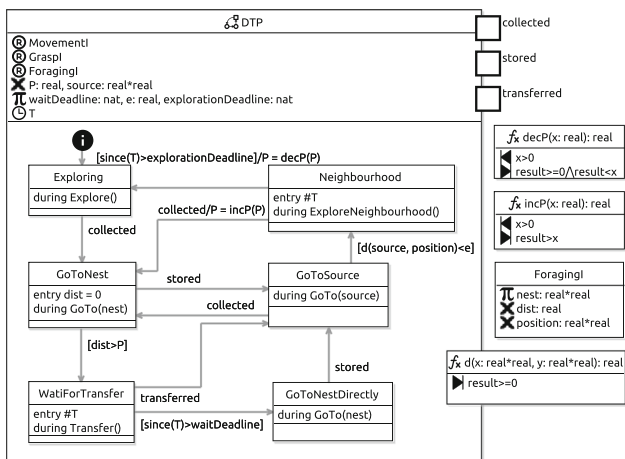 DTP
collected
stored
transferred
R MovementI
R GraspI
R ForagingI
P: real, source: real*real
π waitDeadline: nat, e: real, explorationDeadline: nat
T
i
[since(T)>explorationDeadline]/P = decP(P)
Exploring
during Explore()
Neighbourhood
entry #T
during ExploreNeighbourhood()
collected/P = incP(P)
collected
[d(source, position)<e]
GoToNest
entry dist = 0
during GoTo(nest)
stored
collected
GoToSource
during GoTo(source)
[dist>P]
stored
WatiForTransfer
entry #T
during Transfer()
transferred
[since(T)>waitDeadline]
GoToNestDirectly
during GoTo(nest)
fx decP(x: real): real
x>0
result>=0/\result<x
fx incP(x: real): real
x>0
result>x
ForagingI
π nest: real*real
dist: real
position: real*real
fx d(x: real*real, y: real*real): real
result>=0